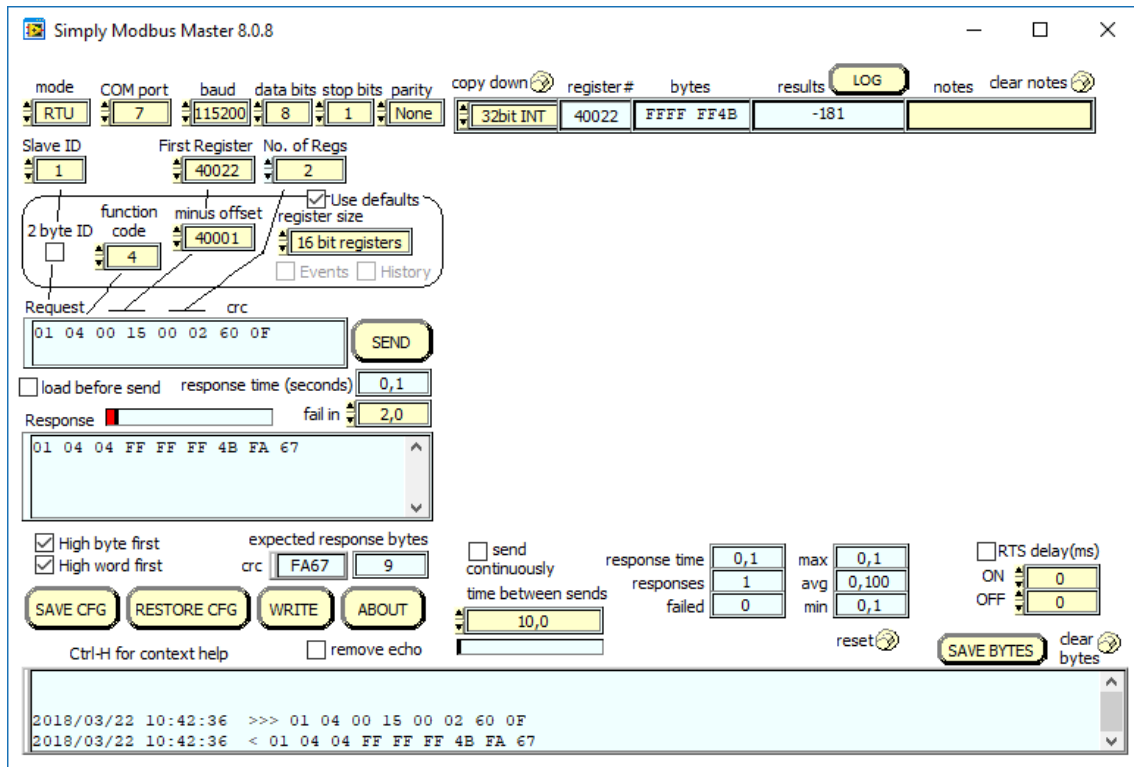 Simply Modbus Master 8.0.8
mode COM port baud data bits stop bits parity
RTU 7 115200 8 1 None
copy down register # bytes results LOG notes clear notes
32bit INT 40022 FFFF FF4B -181
Slave ID First Register No. of Regs
1 40022 2
Use defaults
2 byte ID function code minus offset register size
4 40001 16 bit registers
Events History
Request crc
01 04 00 15 00 02 60 0F
SEND
load before send response time (seconds) 0,1
Response fail in 2,0
01 04 04 FF FF FF 4B FA 67
High byte first expected response bytes
High word first crc FA67 9
SAVE CFG RESTORE CFG WRITE ABOUT
Ctrl-H for context help remove echo
send continuously
time between sends
10,0
response time 0,1 max 0,1
responses 1 avg 0,100
failed 0 min 0,1
reset
RTS delay(ms)
ON 0
OFF 0
SAVE BYTES clear bytes
2018/03/22 10:42:36 >>> 01 04 00 15 00 02 60 0F
2018/03/22 10:42:36 < 01 04 04 FF FF FF 4B FA 67